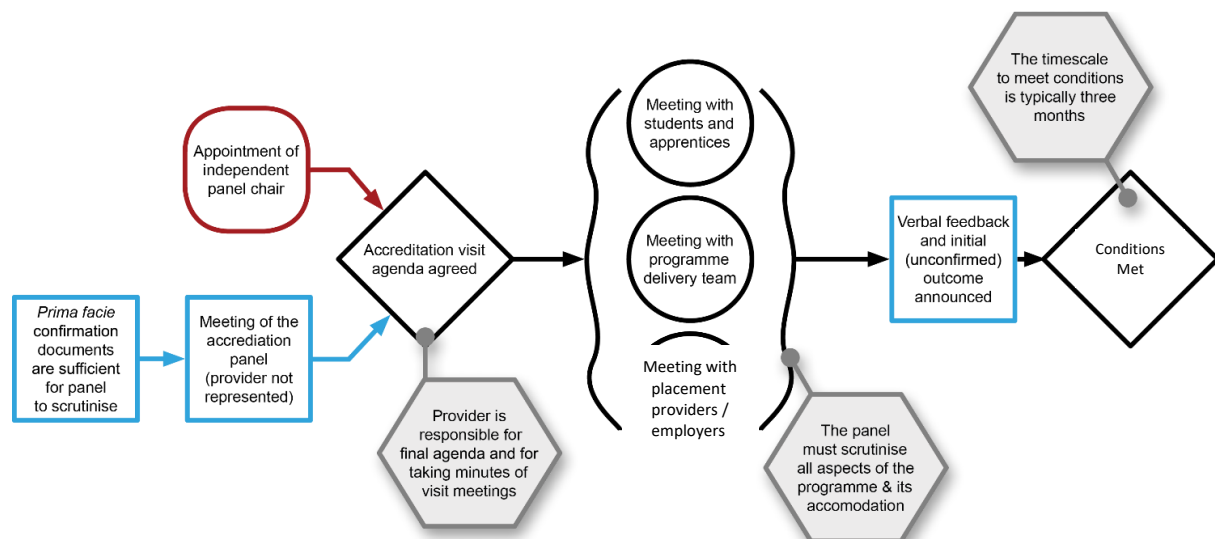 Appointment of
independent
panel chair
Prima facie
confirmation
documents
are sufficient
for panel
to scrutinise
Meeting of the
accrediation
panel
(provider not
represented)
Accreditation visit
agenda agreed
Provider is
responsible for
final agenda and for
taking minutes of
visit meetings
Meeting with
students and
apprentices
Meeting with
programme
delivery team
Meeting with
placement
providers /
employers
The panel
must scrutinise
all aspects of the
programme & its
accomodation
Verbal feedback
and initial
(unconfirmed)
outcome
announced
The timescale
to meet conditions
is typically three
months
Conditions
Met